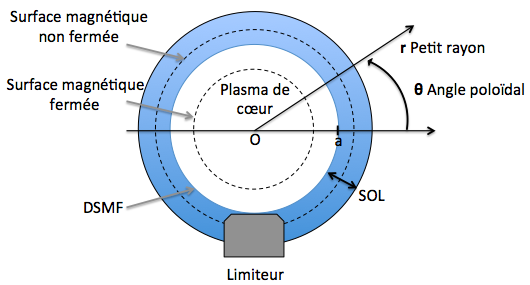 Surface magnétique
non fermée
r Petit rayon
Surface magnétique
fermée
Plasma de
cœur
θ Angle poloïdal
O
a
DSMF
SOL
Limiteur